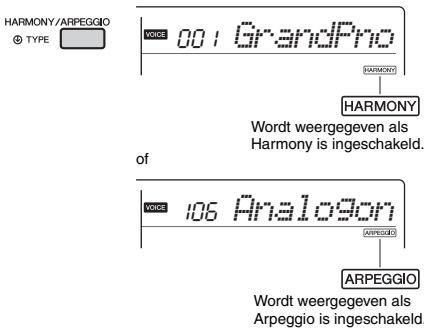 HARMONY/ARPEGGIO
TYPE
VOICE 001 GrandPno
HARMONY
HARMONY
Wordt weergegeven als
Harmony is ingeschakeld.
of
VOICE 106 Analogon
ARPEGGIO
ARPEGGIO
Wordt weergegeven als
Arpeggio is ingeschakeld.